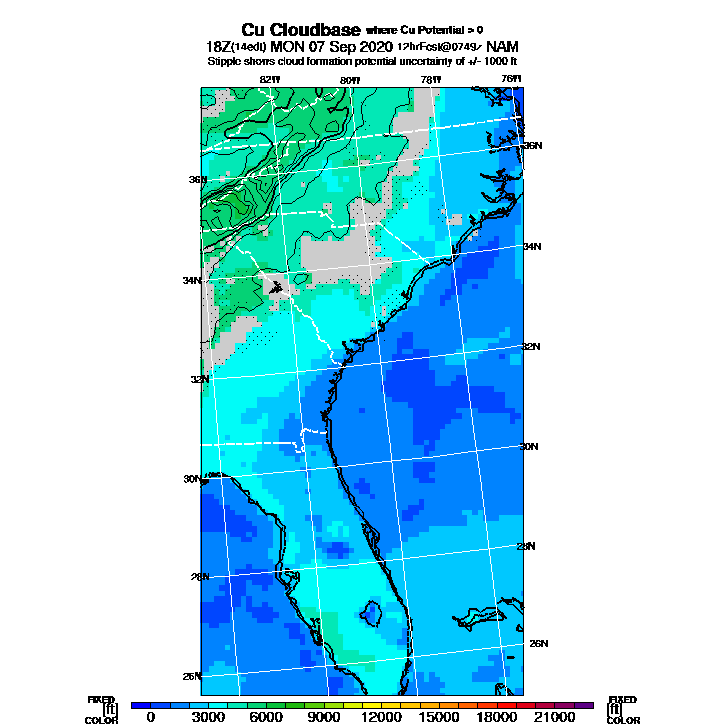 Cu Cloudbase where Cu Potential > 0
18Z(14edt) MON 07 Sep 2020 12hrFcst@0749z NAM
Stipple shows cloud formation potential uncertainty of +/- 1000 ft
82W 80W 78W 76W
36N 36N
34N 34N
32N 32N
30N 30N
28N 28N
26N 26N
FIXED FIXED
[ft] 0 3000 6000 9000 12000 15000 18000 21000 [ft]
COLOR COLOR